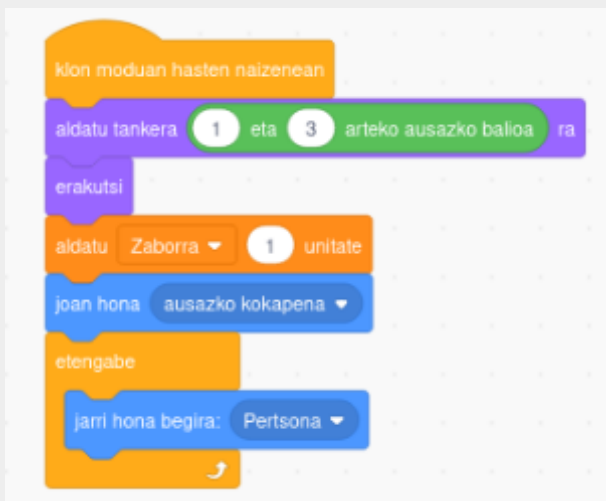 klon moduan hasten naizenean
aldatu tankera 1 eta 3 arteko ausazko balioa ra
erakutsi
aldatu Zaborra 1 unitate
joan hona ausazko kokapena
etengabe
jarri hona begira: Pertsona